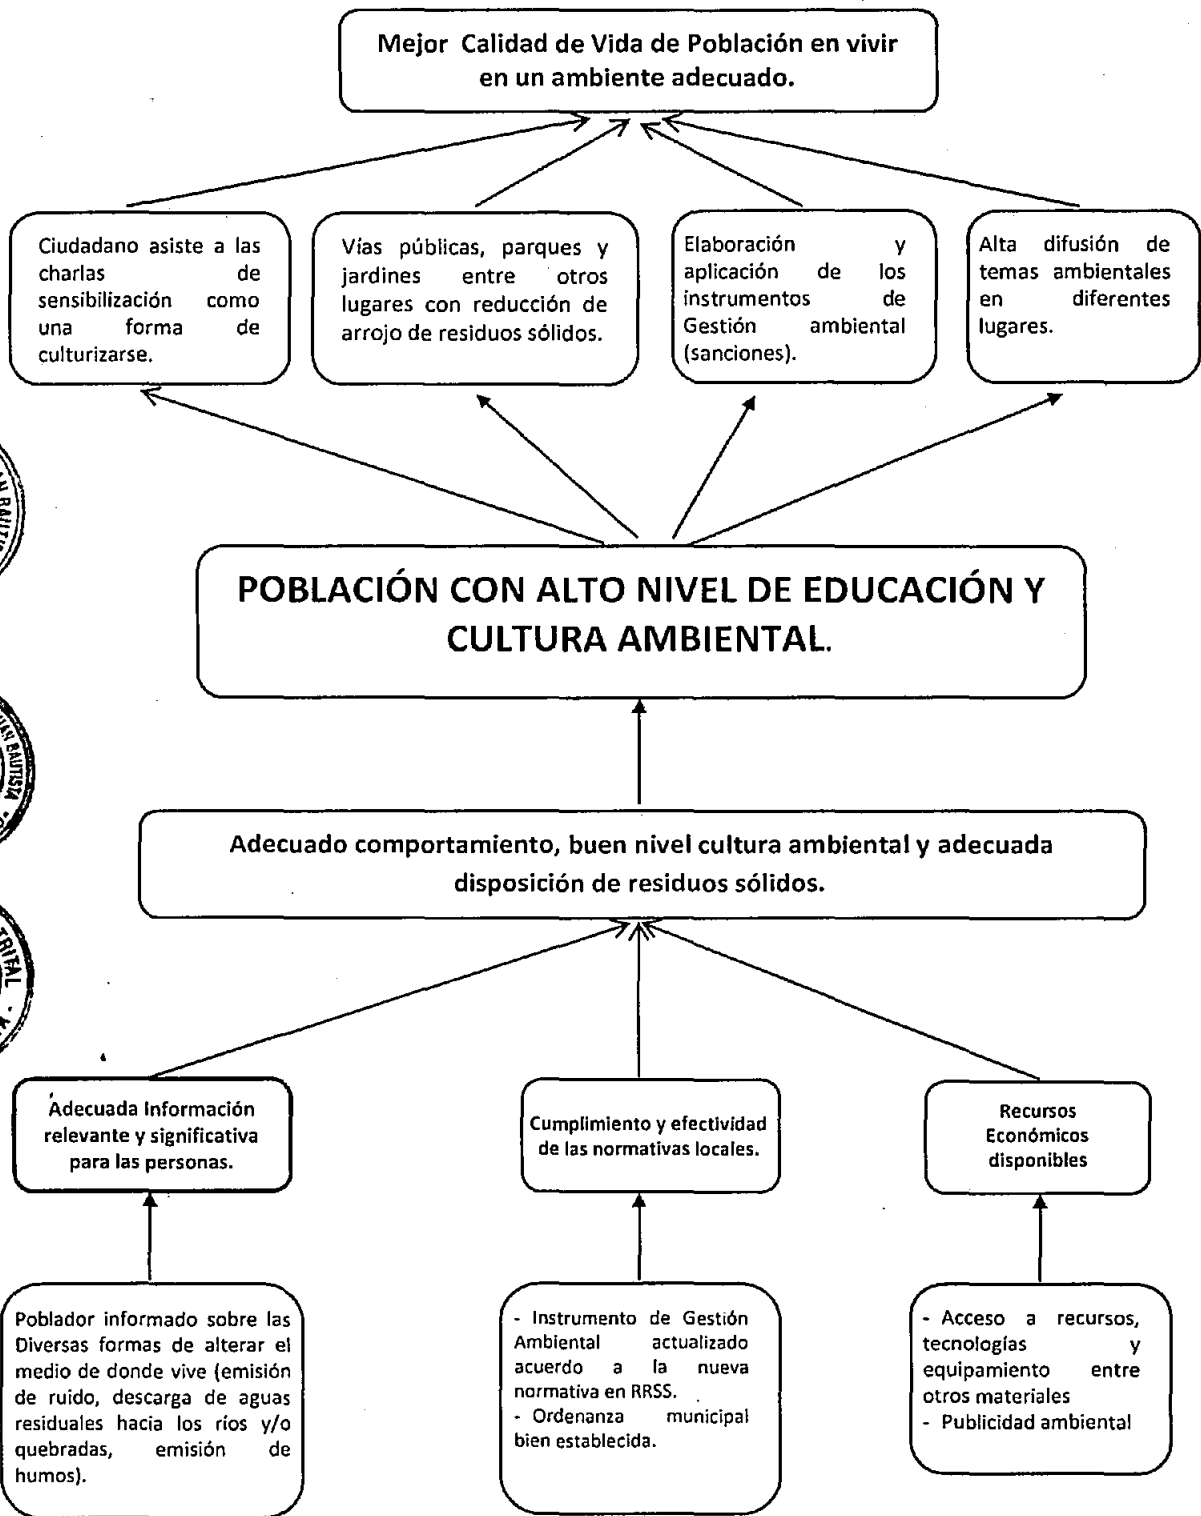 Mejor Calidad de Vida de Población en vivir
en un ambiente adecuado.
Ciudadano asiste a las
charlas de
sensibilización como
una forma de
culturizarse.
Vías públicas, parques y
jardines entre otros
lugares con reducción de
arrojo de residuos sólidos.
Elaboración y
aplicación de los
instrumentos de
Gestión ambiental
(sanciones).
Alta difusión de
temas ambientales
en diferentes
lugares.
POBLACIÓN CON ALTO NIVEL DE EDUCACIÓN Y
CULTURA AMBIENTAL.
UAN BAUTISTA
Adecuado comportamiento, buen nivel cultura ambiental y adecuada
disposición de residuos sólidos.
TRITAL
Adecuada Información
relevante y significativa
para las personas.
Cumplimiento y efectividad
de las normativas locales.
Recursos
Económicos
disponibles
Poblador informado sobre las
Diversas formas de alterar el
medio de donde vive (emisión
de ruido, descarga de aguas
residuales hacia los ríos y/o
quebradas, emisión de
humos).
- Instrumento de Gestión
Ambiental actualizado
acuerdo a la nueva
normativa en RRSS.
- Ordenanza municipal
bien establecida.
- Acceso a recursos,
tecnologías y
equipamiento entre
otros materiales
- Publicidad ambiental